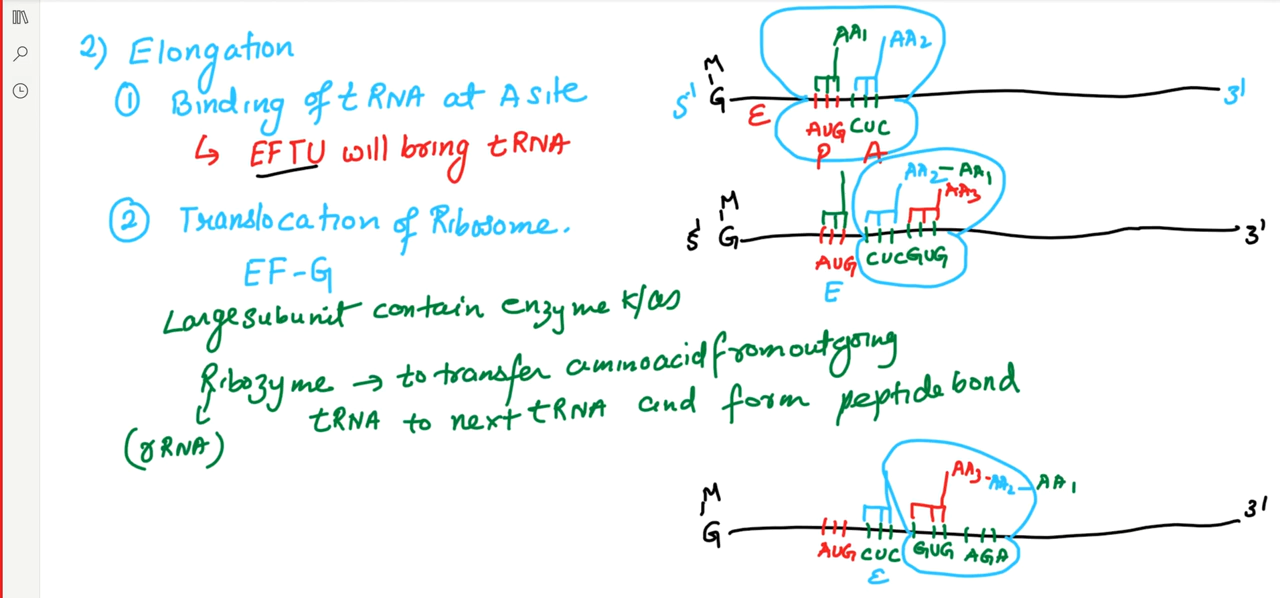 2) Elongation
① Binding of tRNA at A site
↳ EFTU will bring tRNA
② Translocation of Ribosome.
EF-G
Large subunit contain enzyme k/as
Ribozyme → to transfer aminoacid from outgoing
tRNA to next tRNA and form peptide bond
(rRNA)
AA1 AA2
M
5' G 3'
E AUG CUC
P A
AA2-AA1
AA3
M
5' G 3'
AUG CUC GUG
E
AA3-AA2-AA1
M
G 3'
AUG CUC GUG AGA
E